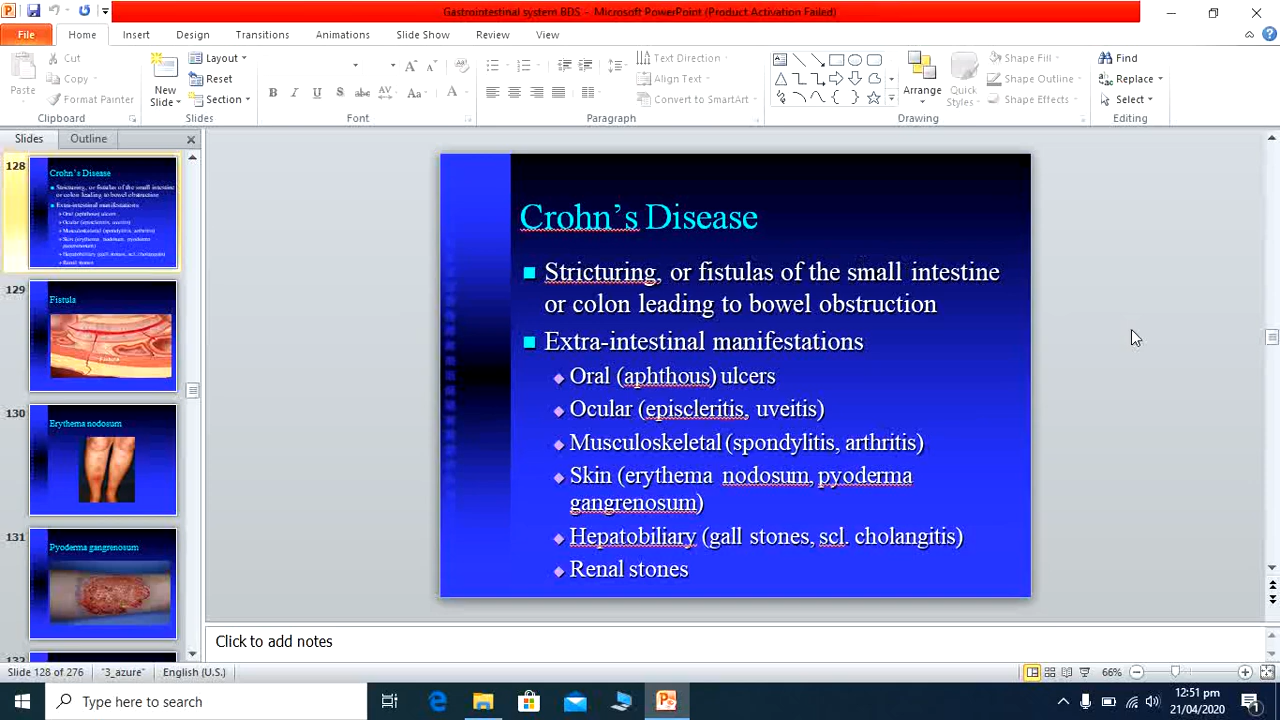 Gastrointestinal system BDS - Microsoft PowerPoint (Product Activation Failed)
File Home Insert Design Transitions Animations Slide Show Review View
Paste
Cut
Copy
Format Painter
Clipboard
New
Slide
Layout
Reset
Section
Slides
B I U S abc AV Aa A
Font
Text Direction
Align Text
Convert to SmartArt
Paragraph
Arrange
Quick
Styles
Shape Fill
Shape Outline
Shape Effects
Drawing
Find
Replace
Select
Editing
Slides Outline
128
Crohn's Disease
Stricturing, or fistulas of the small intestine
or colon leading to bowel obstruction
Extra-intestinal manifestations
Oral (aphthous) ulcers
Ocular (episcleritis, uveitis)
Musculoskeletal (spondylitis, arthritis)
Skin (erythema, nodosum, pyoderma
gangrenosum)
Hepatobiliary (gall stones, scl. cholangitis)
Renal stones
129
Fistula
Fistula
130
Erythema nodosum
131
Pyoderma gangrenosum
132
Crohn's Disease
Stricturing, or fistulas of the small intestine
or colon leading to bowel obstruction
Extra-intestinal manifestations
Oral (aphthous) ulcers
Ocular (episcleritis, uveitis)
Musculoskeletal (spondylitis, arthritis)
Skin (erythema nodosum, pyoderma
gangrenosum)
Hepatobiliary (gall stones, scl. cholangitis)
Renal stones
Click to add notes
Slide 128 of 276 "3_azure" English (U.S.) 66%
Type here to search
12:51 pm
21/04/2020